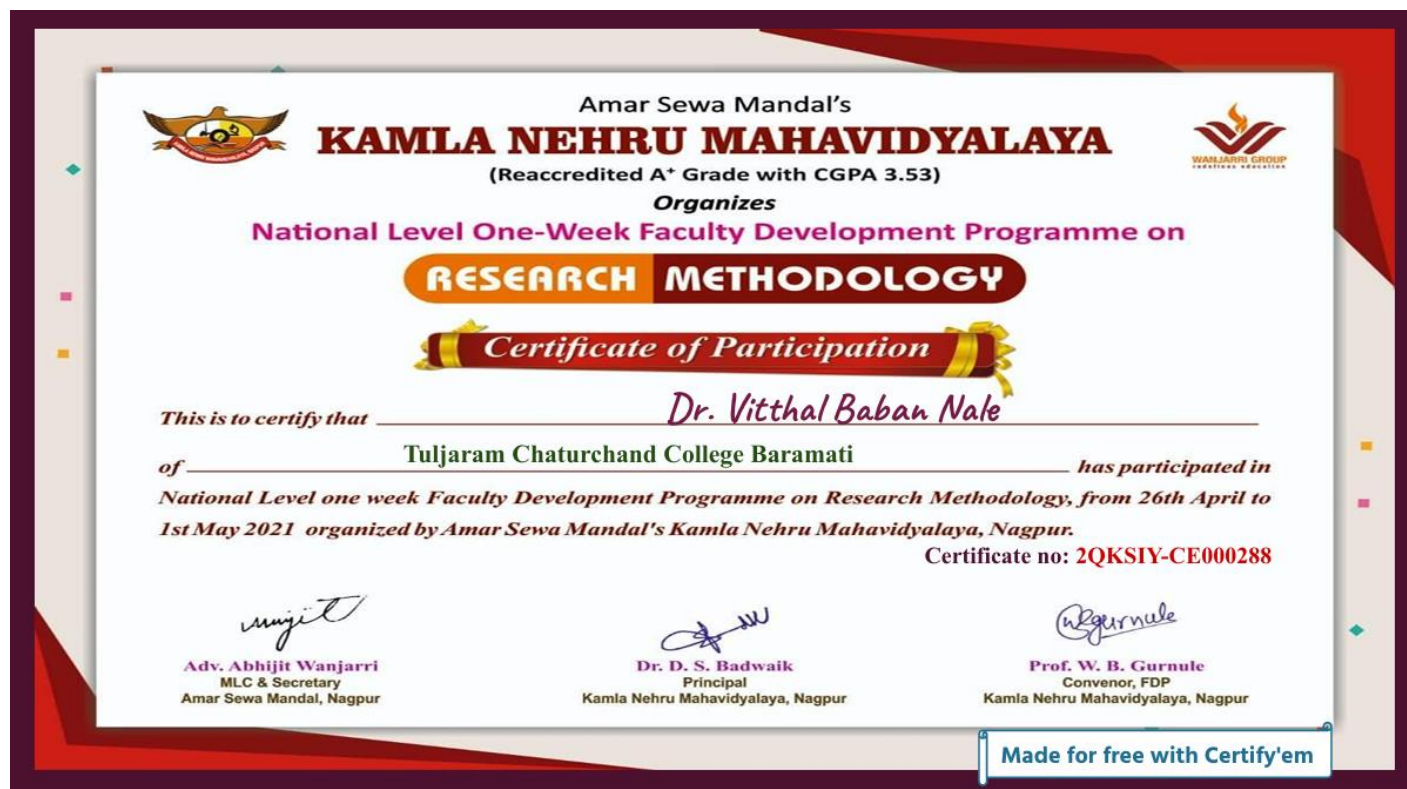 Amar Sewa Mandal's
KAMLA NEHRU MAHAVIDYALAYA
WANJARRI GROUP
redefines education
(Reaccredited A⁺ Grade with CGPA 3.53)
Organizes
National Level One-Week Faculty Development Programme on
RESEARCH METHODOLOGY
Certificate of Participation
This is to certify that Dr. Vitthal Baban Nale
of Tuljaram Chaturchand College Baramati has participated in
National Level one week Faculty Development Programme on Research Methodology, from 26th April to
1st May 2021 organized by Amar Sewa Mandal's Kamla Nehru Mahavidyalaya, Nagpur.
Certificate no: 2QKSIY-CE000288
Adv. Abhijit Wanjarri
MLC & Secretary
Amar Sewa Mandal, Nagpur
Dr. D. S. Badwaik
Principal
Kamla Nehru Mahavidyalaya, Nagpur
Prof. W. B. Gurnule
Convenor, FDP
Kamla Nehru Mahavidyalaya, Nagpur
Made for free with Certify'em